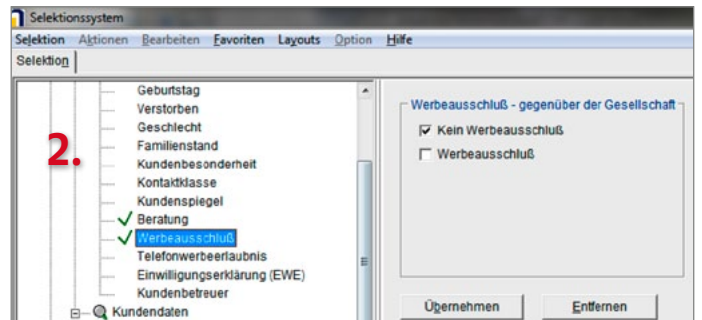 Selektionssystem
Selektion Aktionen Bearbeiten Favoriten Layouts Option Hilfe
Selektion
2.
Geburtstag
Verstorben
Geschlecht
Familienstand
Kundenbesonderheit
Kontaktklasse
Kundenspiegel
Beratung
Werbeausschluß
Telefonwerbeerlaubnis
Einwilligungserklärung (EWE)
Kundenbetreuer
Kundendaten
Werbeausschluß - gegenüber der Gesellschaft
Kein Werbeausschluß
Werbeausschluß
Übernehmen Entfernen